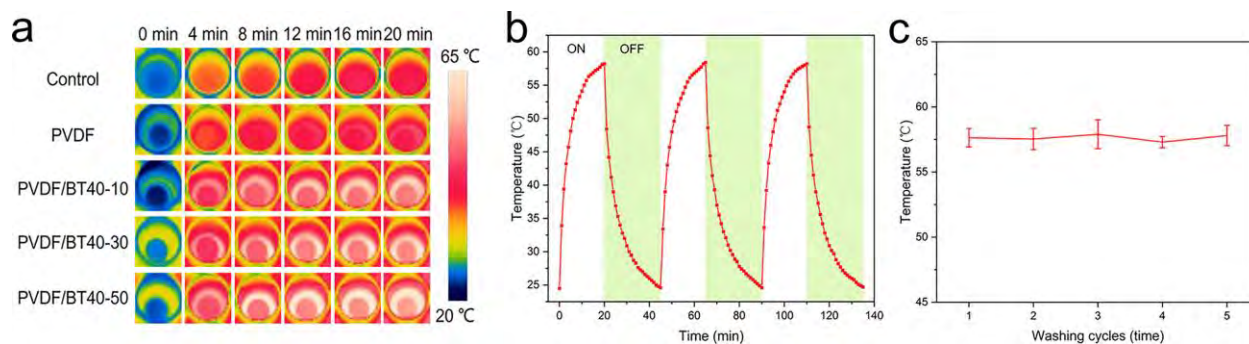 a
0 min 4 min 8 min 12 min 16 min 20 min
Control
PVDF
PVDF/BT40-10
PVDF/BT40-30
PVDF/BT40-50
65 ℃
20 ℃
b
ON OFF
60
55
50
45
40
35
30
25
Temperature (℃)
0 20 40 60 80 100 120 140
Time (min)
c
65
60
55
50
45
Temperature (℃)
1 2 3 4 5
Washing cycles (time)